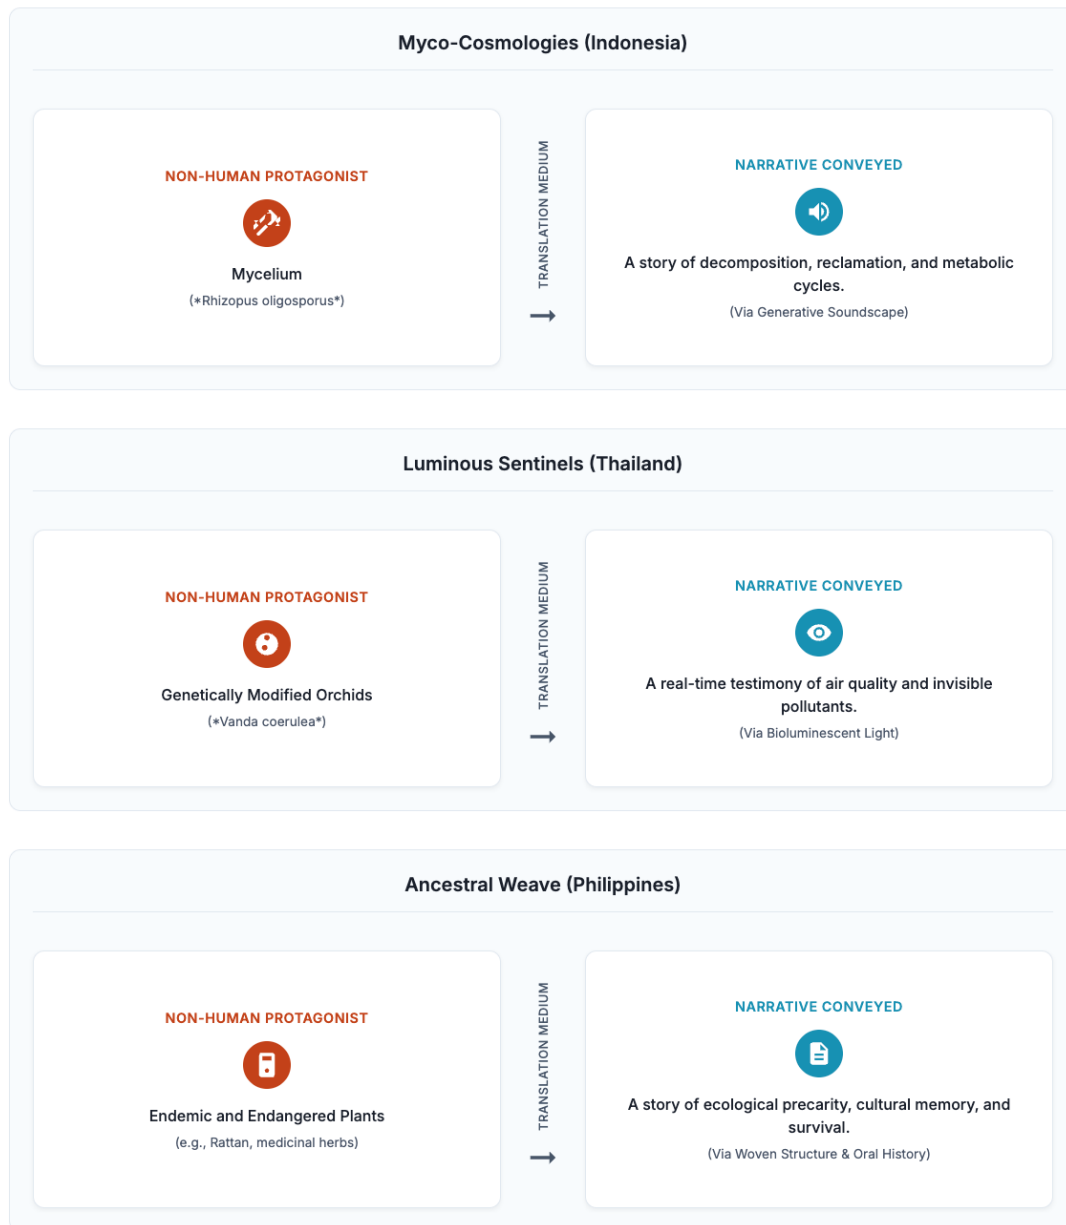 Myco-Cosmologies (Indonesia)
NON-HUMAN PROTAGONIST
Mycelium
(*Rhizopus oligosporus*)
TRANSLATION MEDIUM
NARRATIVE CONVEYED
A story of decomposition, reclamation, and metabolic
cycles.
(Via Generative Soundscape)
Luminous Sentinels (Thailand)
NON-HUMAN PROTAGONIST
Genetically Modified Orchids
(*Vanda coerulea*)
TRANSLATION MEDIUM
NARRATIVE CONVEYED
A real-time testimony of air quality and invisible
pollutants.
(Via Bioluminescent Light)
Ancestral Weave (Philippines)
NON-HUMAN PROTAGONIST
Endemic and Endangered Plants
(e.g., Rattan, medicinal herbs)
TRANSLATION MEDIUM
NARRATIVE CONVEYED
A story of ecological precarity, cultural memory, and
survival.
(Via Woven Structure & Oral History)